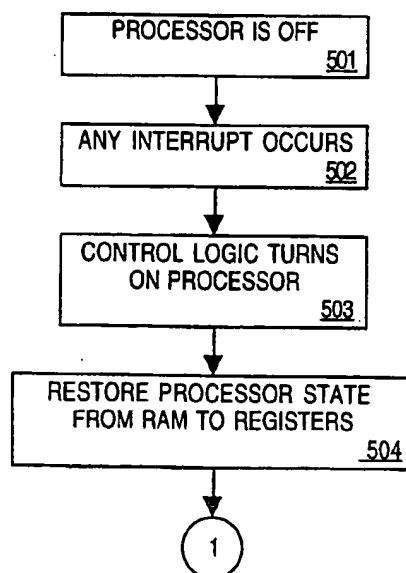 PROCESSOR IS OFF
501
ANY INTERRUPT OCCURS
502
CONTROL LOGIC TURNS
ON PROCESSOR
503
RESTORE PROCESSOR STATE
FROM RAM TO REGISTERS
504
1